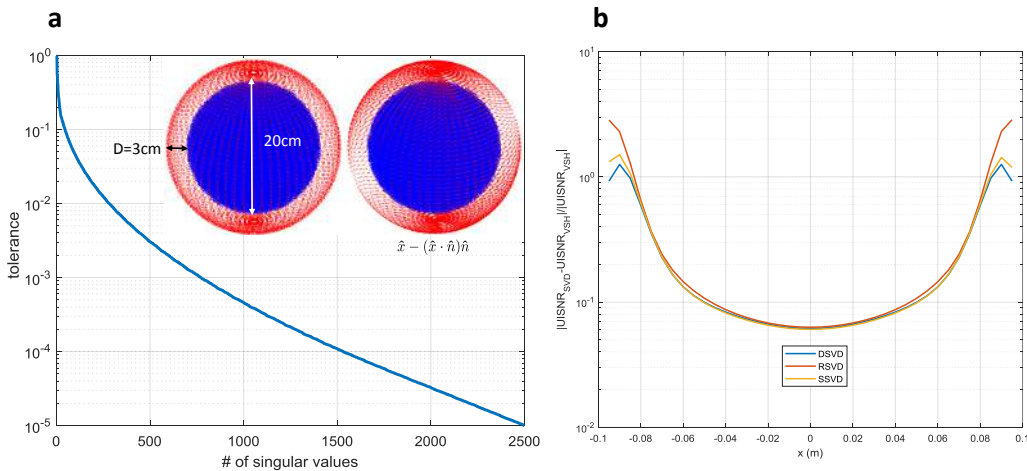 a
b
10^0
10^-1
10^-2
10^-3
10^-4
10^-5
tolerance
0
500
1000
1500
2000
2500
# of singular values
D=3cm
20cm
x̂ − (x̂ · n̂)n̂
10^1
10^0
10^-1
10^-2
|UISNR_SVD-UISNR_VSH|/|UISNR_VSH|
DSVD
RSVD
SSVD
-0.1
-0.08
-0.06
-0.04
-0.02
0
0.02
0.04
0.06
0.08
0.1
x (m)